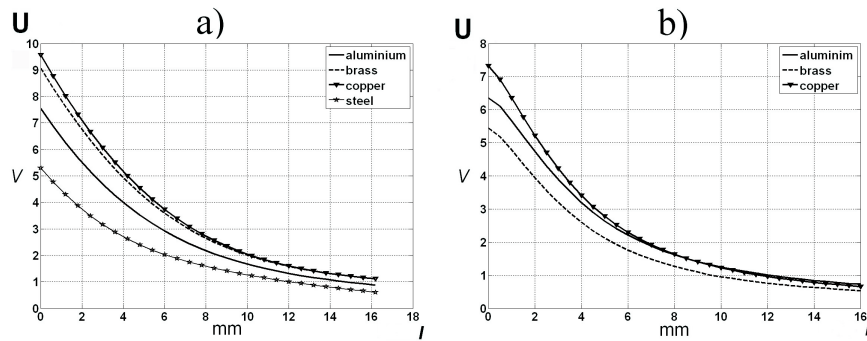 U
a)
10
9
8
7
6
5
4
3
2
1
0
V
aluminium
brass
copper
steel
0 2 4 6 8 10 12 14 16 18
mm
l
U
b)
8
7
6
5
4
3
2
1
0
V
aluminim
brass
copper
0 2 4 6 8 10 12 14 16
mm
l